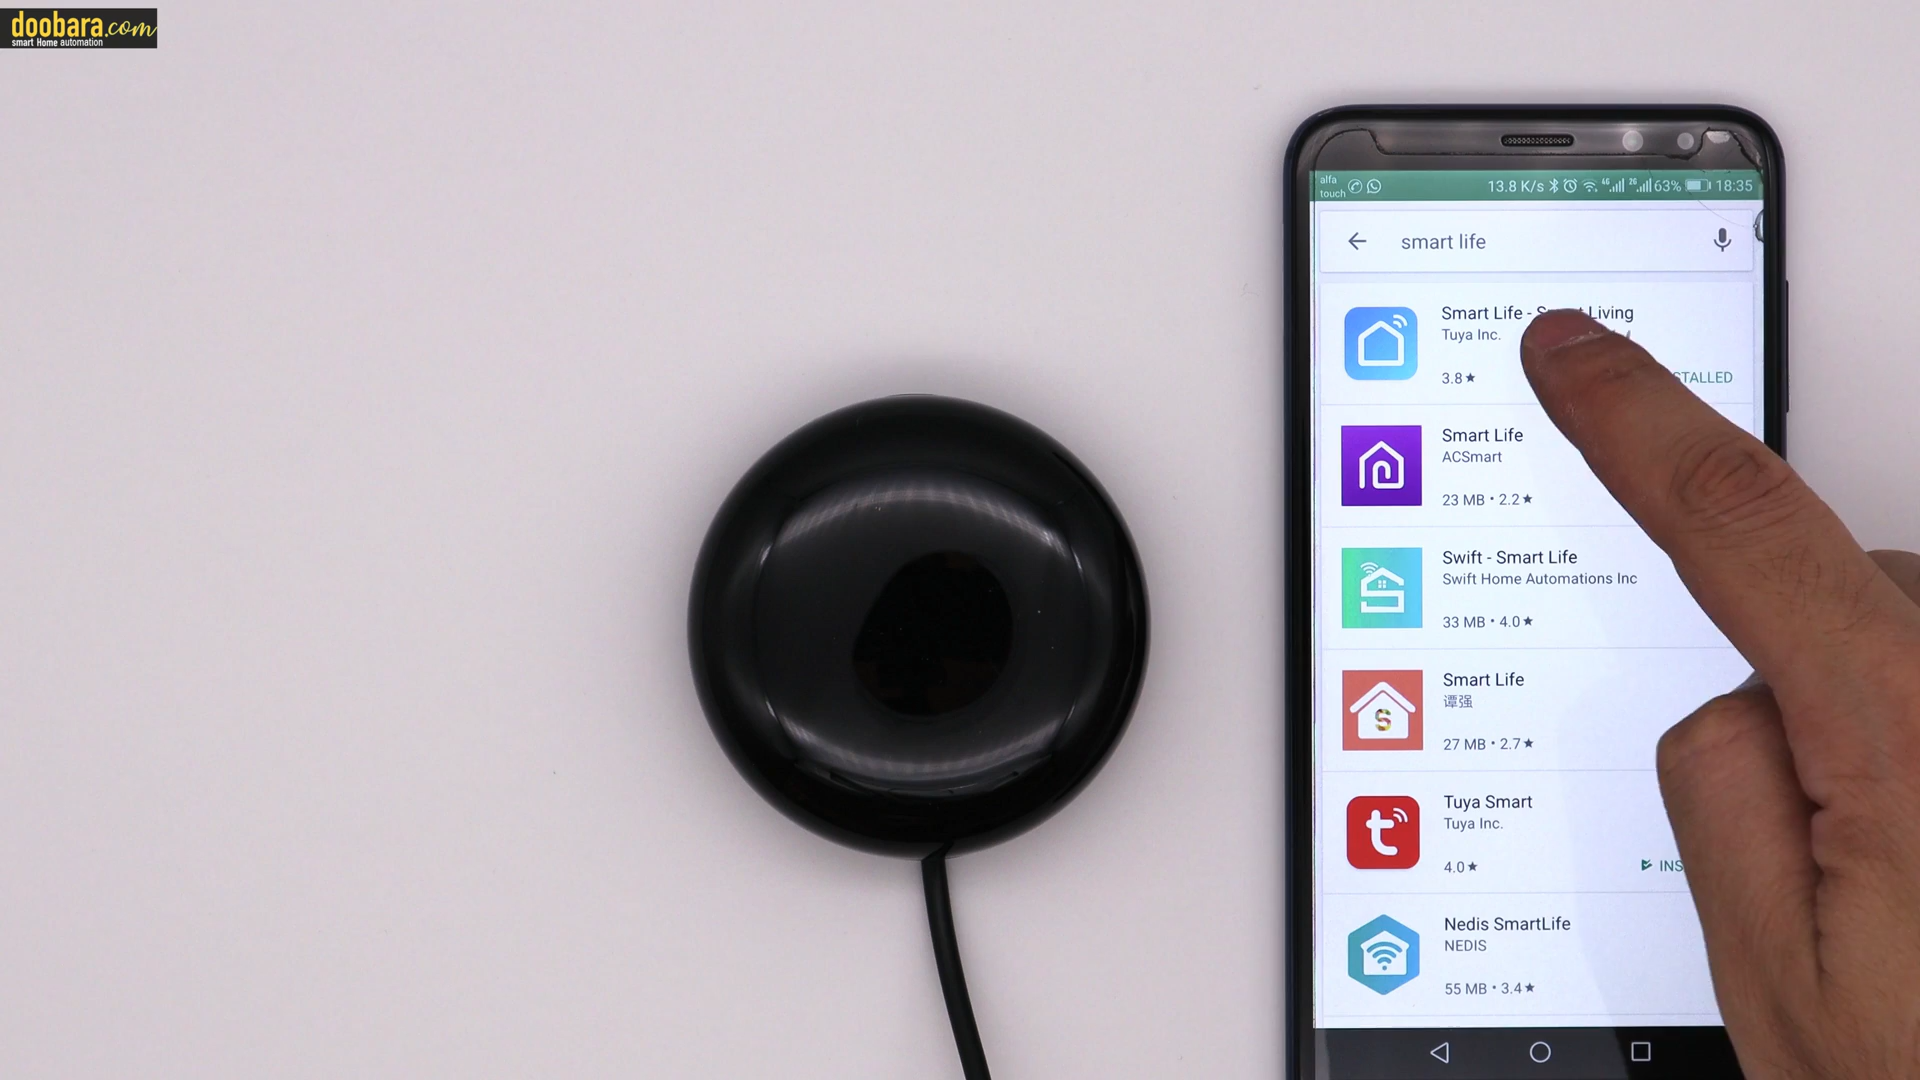 doobara.com
smart Home automation
alfa
touch
13.8 K/s 4G 2G 63% 18:35
smart life
Smart Life - Living
Tuya Inc.
3.8★
Smart Life
ACSmart
23 MB • 2.2★
Swift - Smart Life
Swift Home Automations Inc
33 MB • 4.0★
Smart Life
谭强
S
27 MB • 2.7★
Tuya Smart
Tuya Inc.
t
4.0★
Nedis SmartLife
NEDIS
55 MB • 3.4★